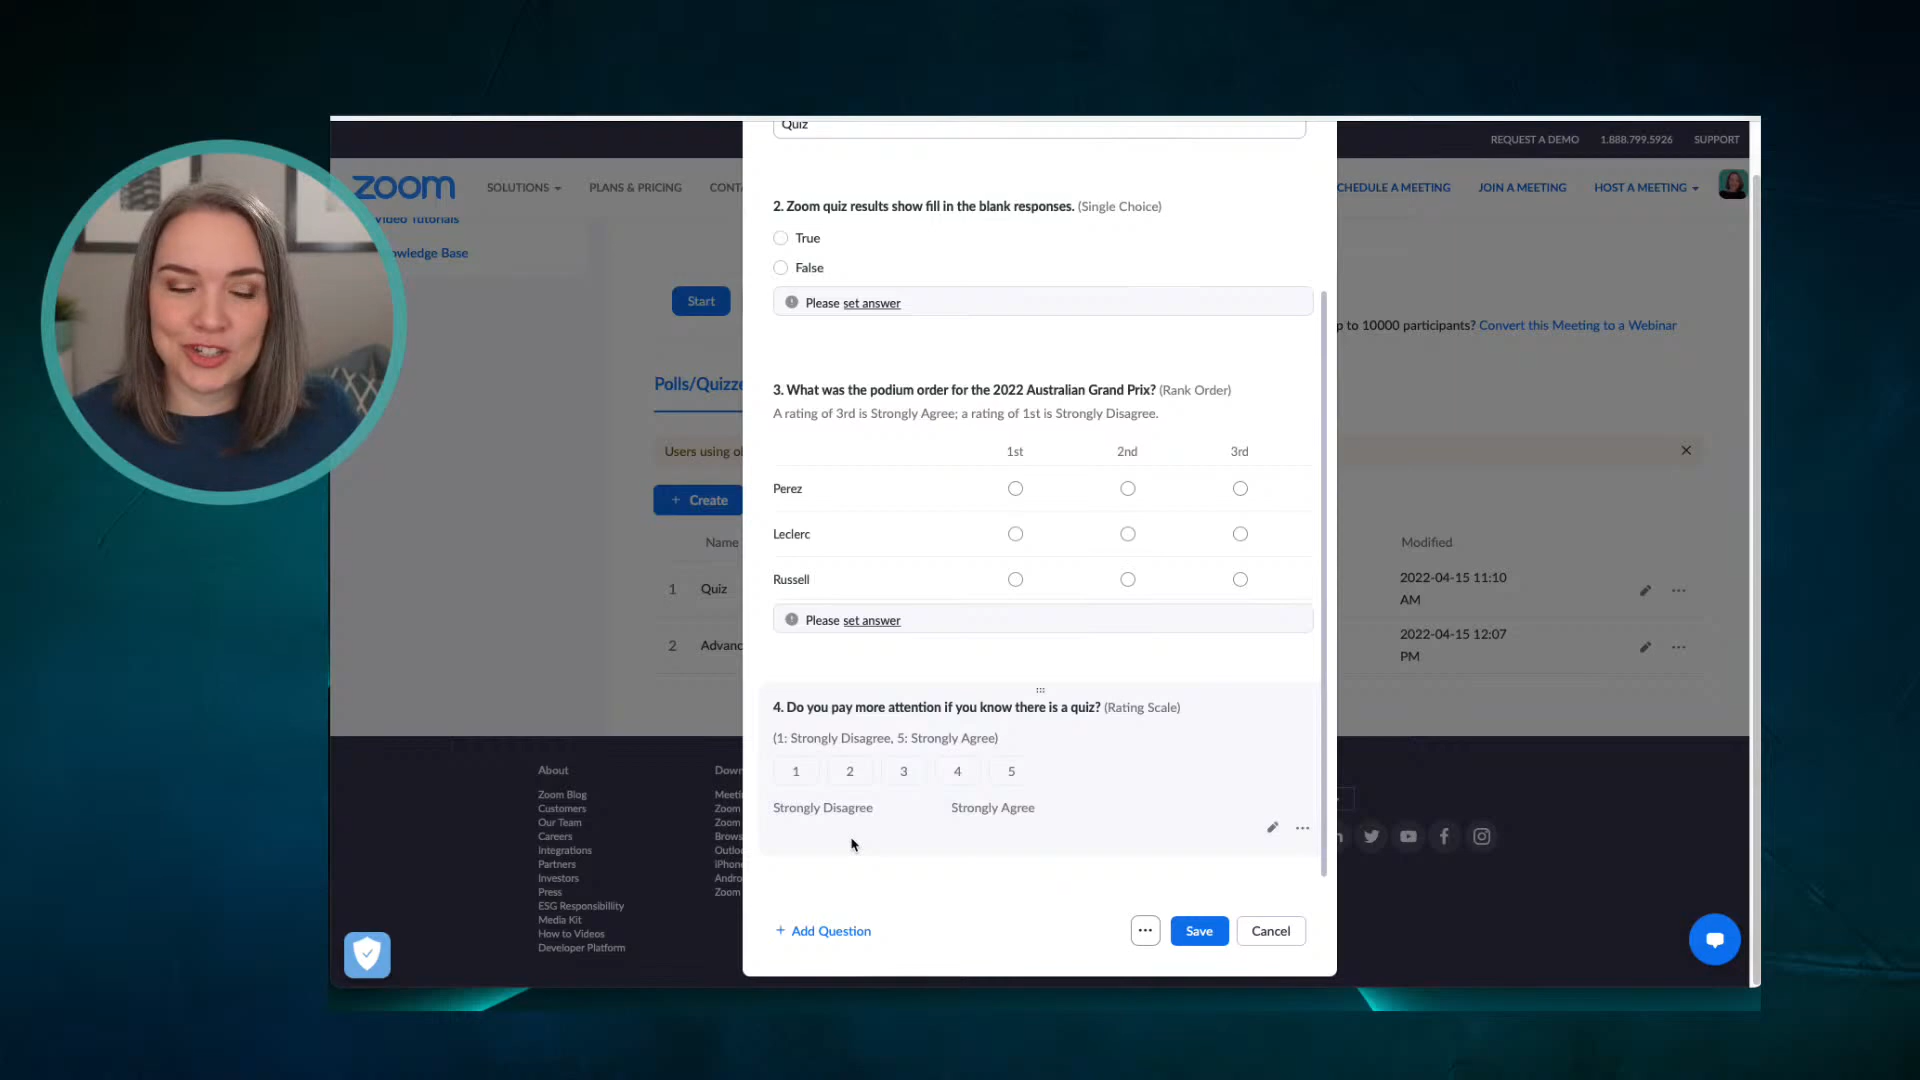 Quiz
REQUEST A DEMO 1.888.799.5926 SUPPORT
zoom SOLUTIONS PLANS & PRICING CONTA CHEDULE A MEETING JOIN A MEETING HOST A MEETING
Video Tutorials
owledge Base
2. Zoom quiz results show fill in the blank responses. (Single Choice)
True
False
Please set answer
Start
p to 10000 participants? Convert this Meeting to a Webinar
Polls/Quizze
3. What was the podium order for the 2022 Australian Grand Prix? (Rank Order)
A rating of 3rd is Strongly Agree; a rating of 1st is Strongly Disagree.
Users using ol
1st 2nd 3rd
Perez
+ Create
Leclerc
Name
Modified
Russell
1 Quiz
2022-04-15 11:10
AM
Please set answer
2 Advanc
2022-04-15 12:07
PM
4. Do you pay more attention if you know there is a quiz? (Rating Scale)
(1: Strongly Disagree, 5: Strongly Agree)
1 2 3 4 5
Strongly Disagree Strongly Agree
+ Add Question
... Save Cancel
About
Zoom Blog
Customers
Our Team
Careers
Integrations
Partners
Investors
Press
ESG Responsibility
Media Kit
How to Videos
Developer Platform
Down
Meeti
Zoom
Zoom
Brows
Outlo
iPhone
Andro
Zoom